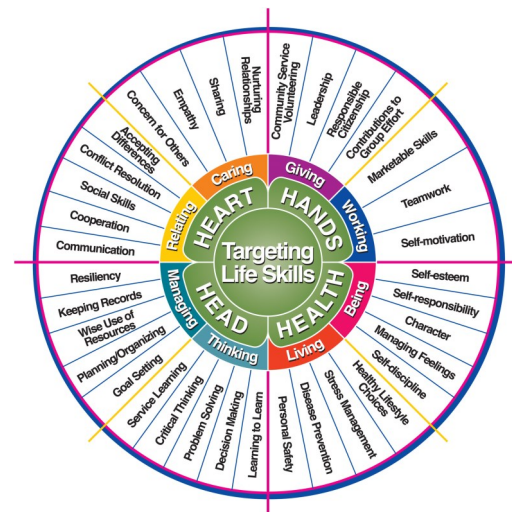 Targeting
Life Skills
HEART
HANDS
HEALTH
HEAD
Caring
Giving
Working
Being
Living
Thinking
Managing
Relating
Communication
Cooperation
Social Skills
Conflict Resolution
Accepting
Differences
Concern for Others
Empathy
Sharing
Nurturing
Relationships
Community Service
Volunteering
Leadership
Responsible
Citizenship
Contributions to
Group Effort
Marketable Skills
Teamwork
Self-motivation
Self-esteem
Self-responsibility
Character
Managing Feelings
Self-discipline
Healthy Lifestyle
Choices
Stress Management
Disease Prevention
Personal Safety
Learning to Learn
Decision Making
Problem Solving
Critical Thinking
Service Learning
Goal Setting
Planning/Organizing
Wise Use of
Resources
Keeping Records
Resiliency